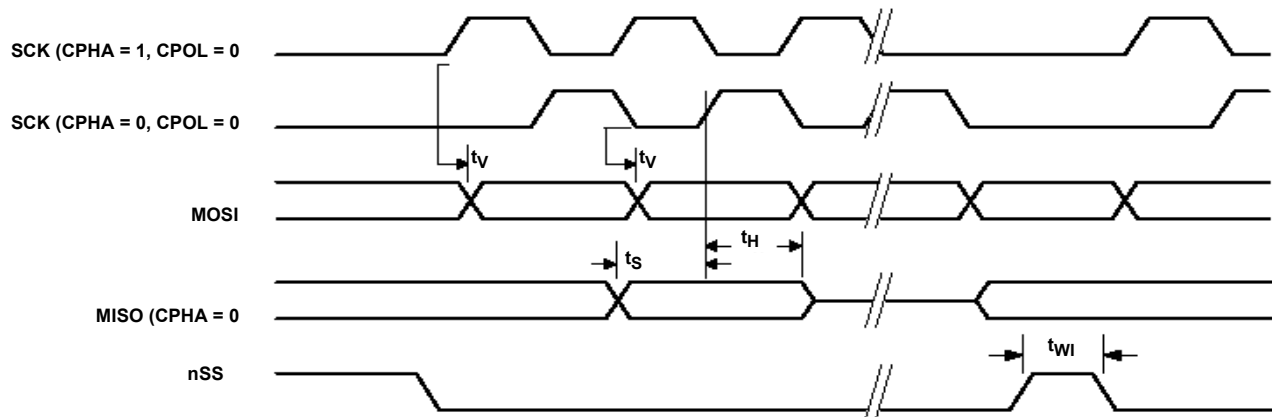 SCK (CPHA = 1, CPOL = 0
SCK (CPHA = 0, CPOL = 0
tV
tV
MOSI
tH
tS
MISO (CPHA = 0
tWI
nSS